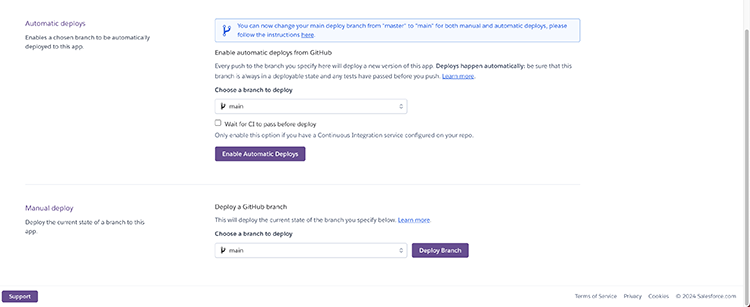 Automatic deploys
Enables a chosen branch to be automatically
deployed to this app.
You can now change your main deploy branch from "master" to "main" for both manual and automatic deploys, please
follow the instructions here.
Enable automatic deploys from GitHub
Every push to the branch you specify here will deploy a new version of this app. Deploys happen automatically: be sure that this
branch is always in a deployable state and any tests have passed before you push. Learn more.
Choose a branch to deploy
main
Wait for CI to pass before deploy
Only enable this option if you have a Continuous Integration service configured on your repo.
Enable Automatic Deploys
Manual deploy
Deploy the current state of a branch to this
app.
Deploy a GitHub branch
This will deploy the current state of the branch you specify below. Learn more.
Choose a branch to deploy
main
Deploy Branch
Support
Terms of Service Privacy Cookies © 2024 Salesforce.com